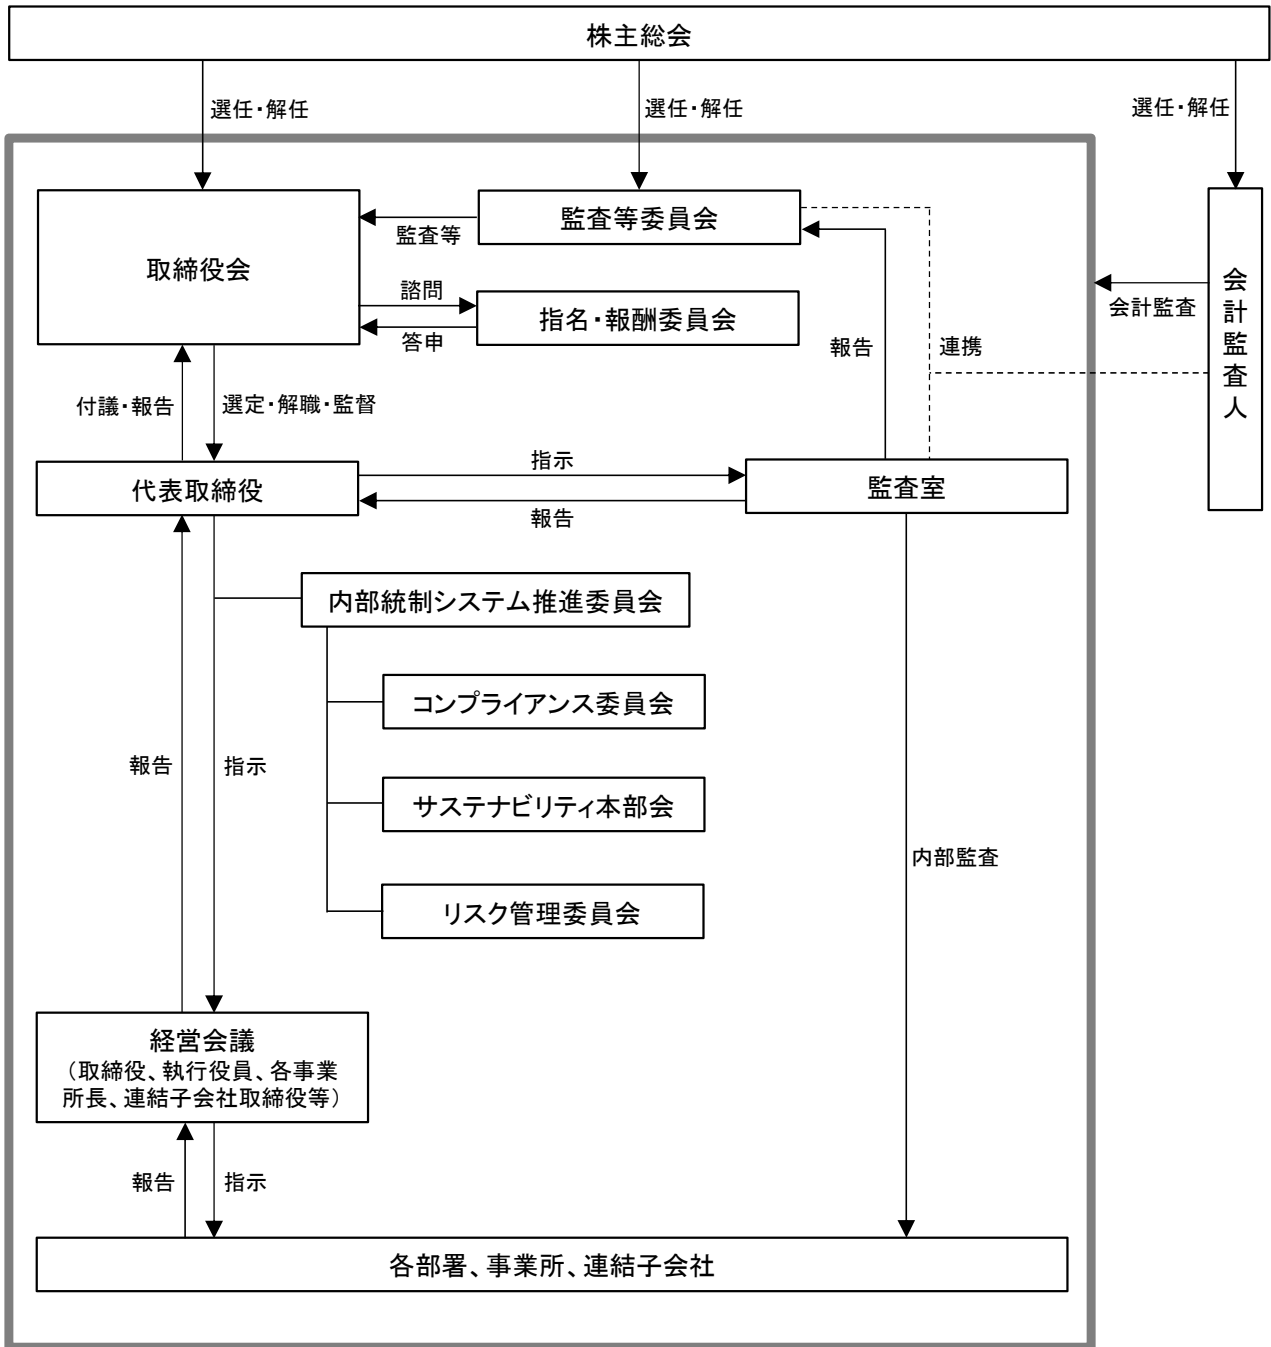 株主総会
選任・解任
選任・解任
選任・解任
取締役会
監査等委員会
監査等
諮問
答申
指名・報酬委員会
報告
連携
会計監査
会計監査人
付議・報告
選定・解職・監督
代表取締役
指示
報告
監査室
内部統制システム推進委員会
コンプライアンス委員会
サステナビリティ本部会
リスク管理委員会
報告
指示
内部監査
経営会議
（取締役、執行役員、各事業
所長、連結子会社取締役等）
報告
指示
各部署、事業所、連結子会社